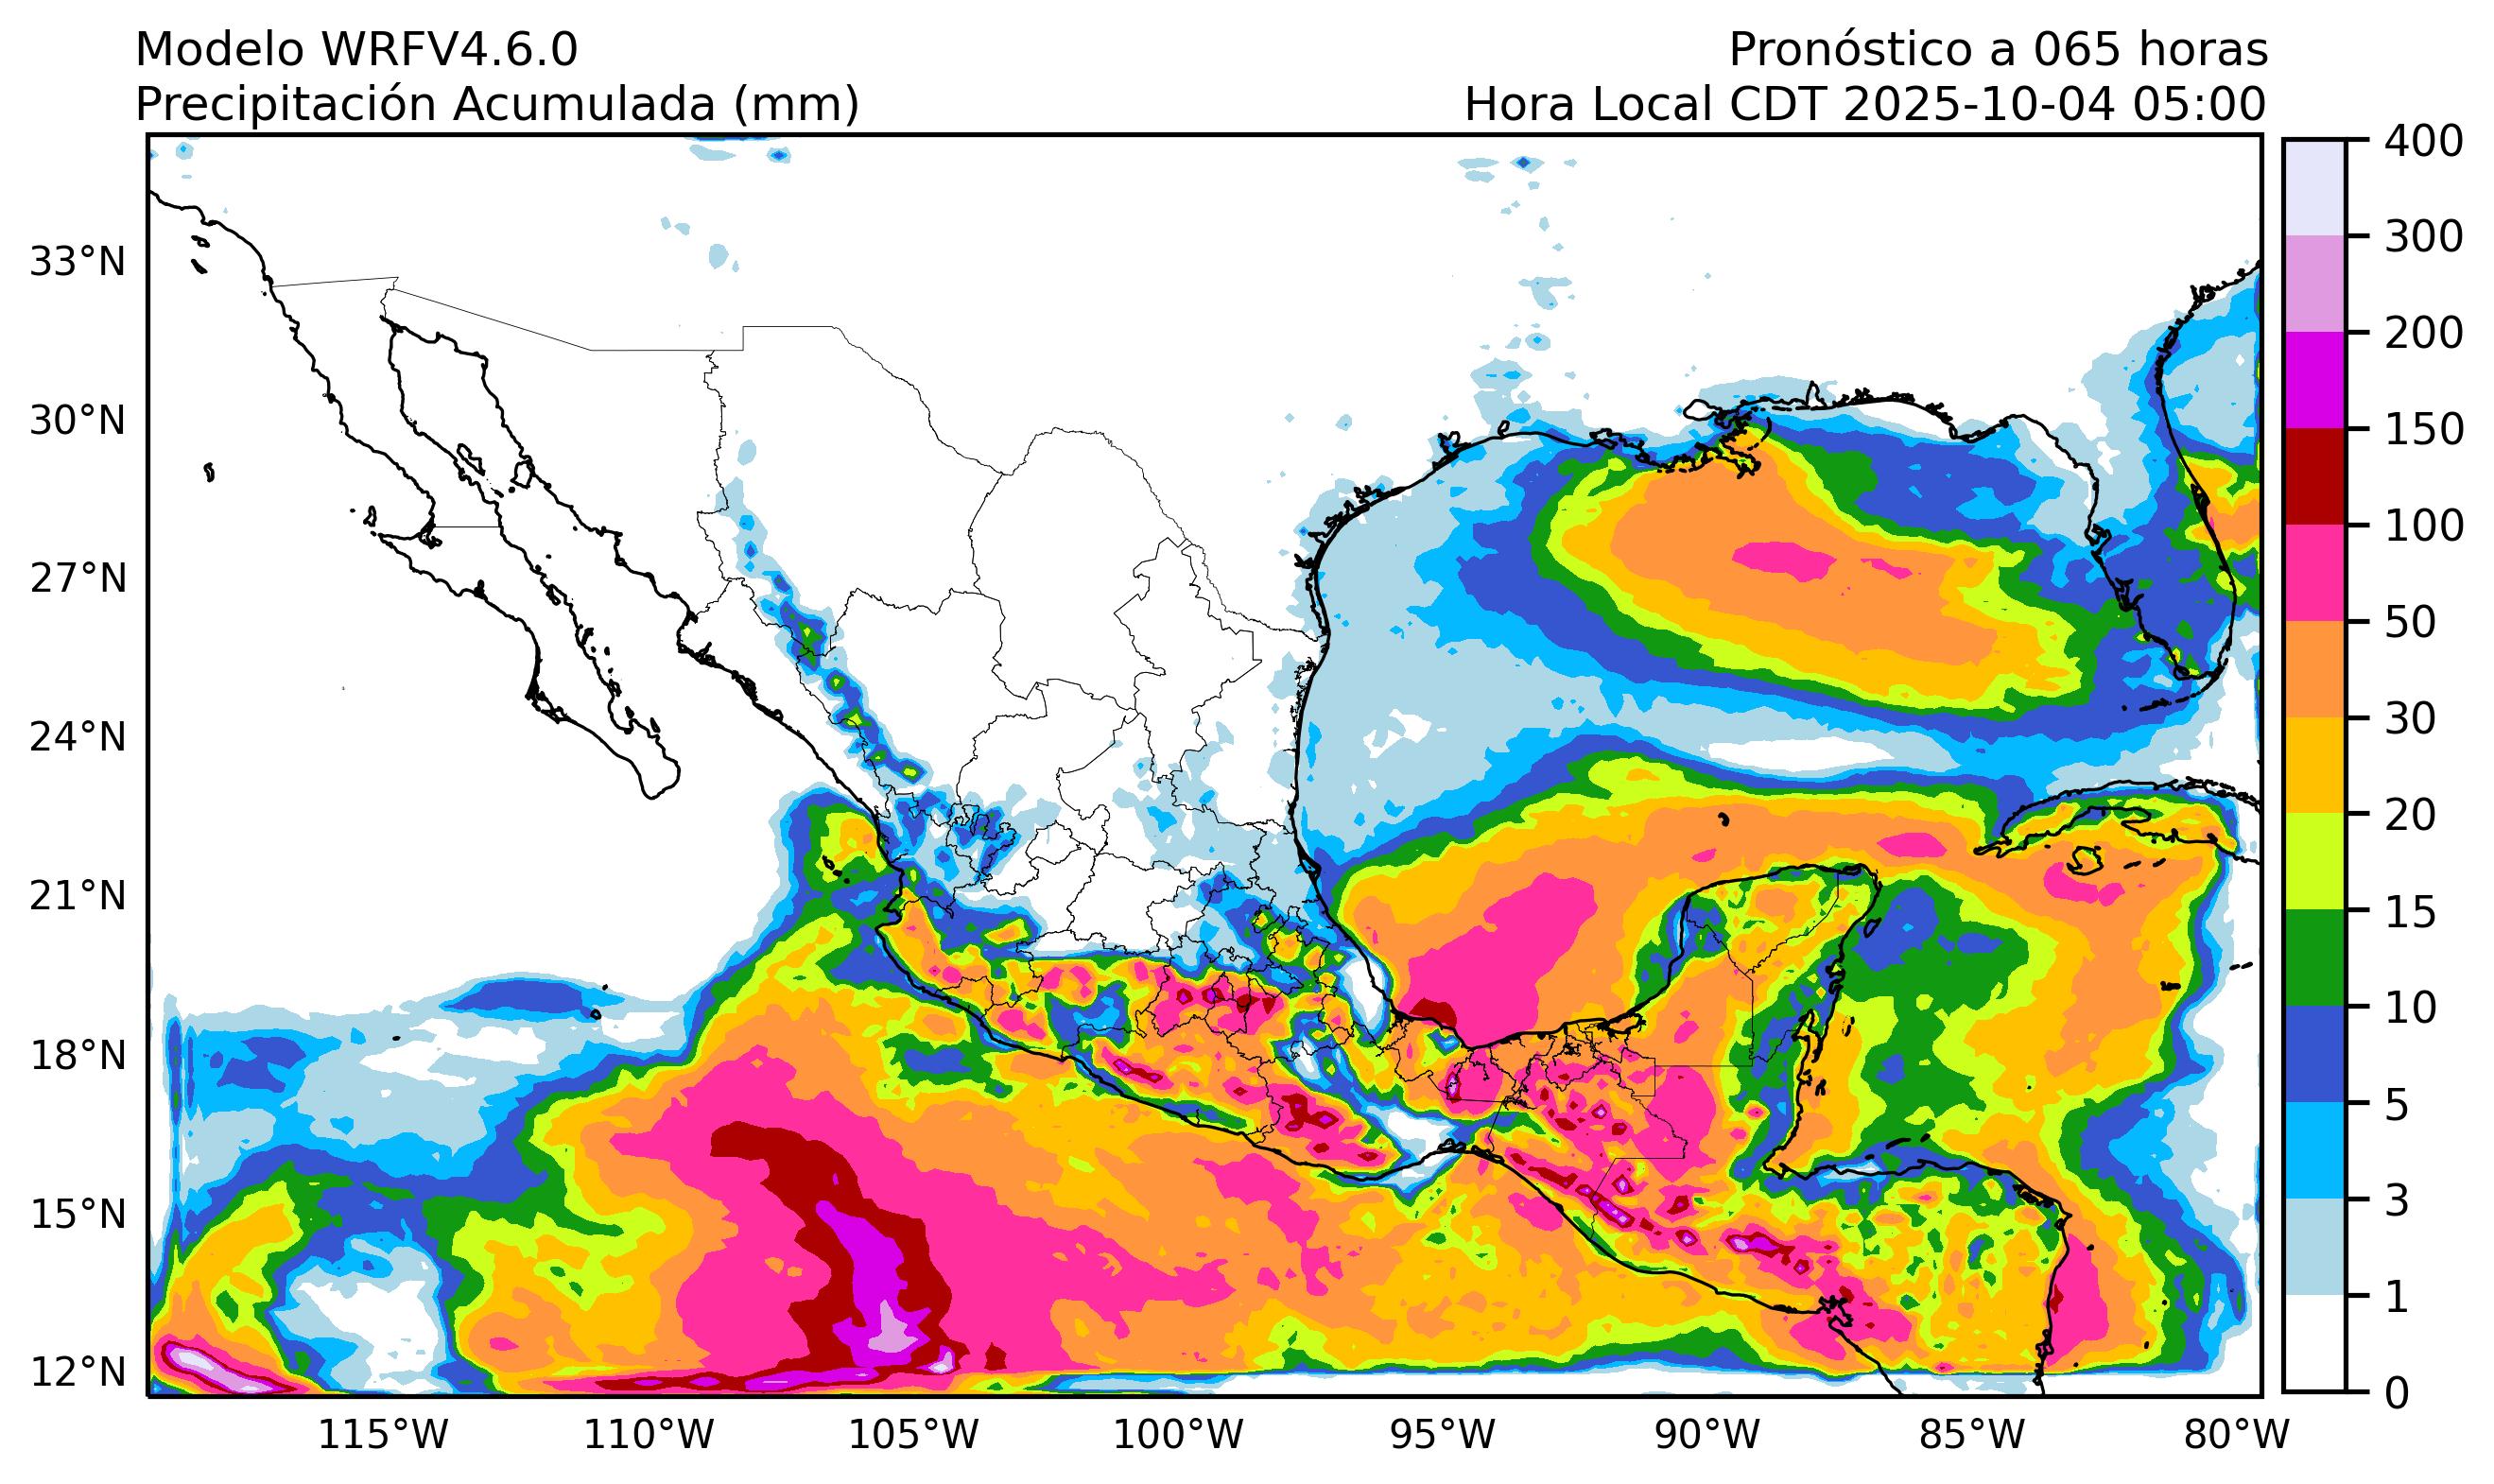 Modelo WRFV4.6.0
Pronóstico a 065 horas
Precipitación Acumulada (mm)
Hora Local CDT 2025-10-04 05:00
400
300
200
150
100
50
30
20
15
10
5
3
1
0
33°N
30°N
27°N
24°N
21°N
18°N
15°N
12°N
115°W
110°W
105°W
100°W
95°W
90°W
85°W
80°W